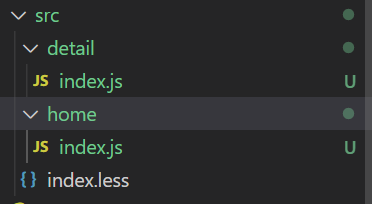 src
detail
JS index.js U
home
JS index.js U
{} index.less